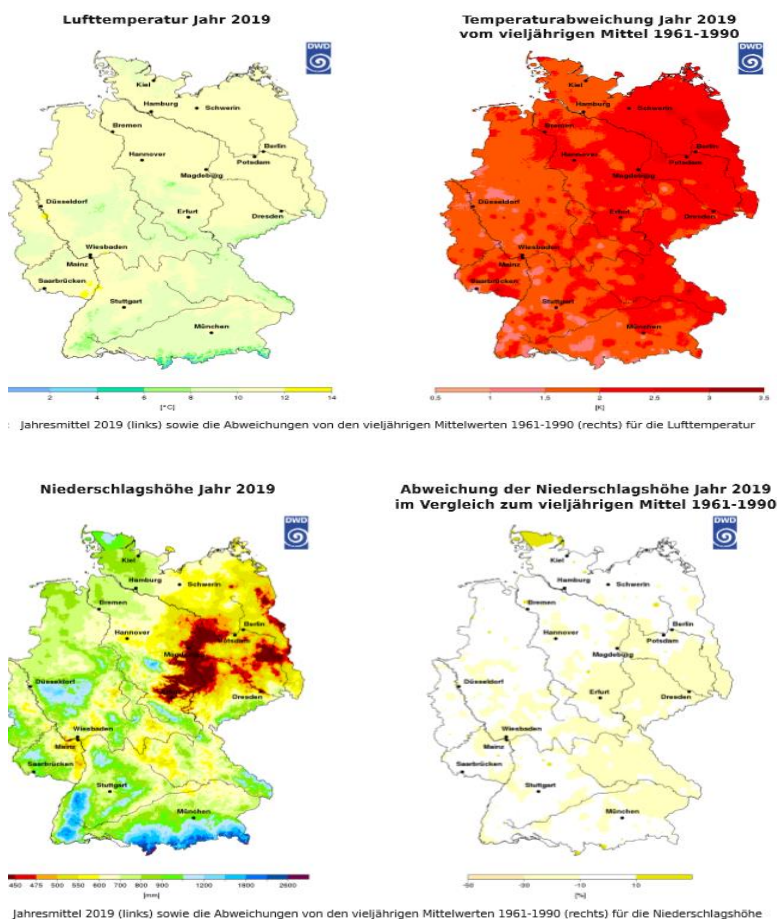 Lufttemperatur Jahr 2019
DWD
Kiel
Hamburg
Schwerin
Bremen
Berlin
Hannover
Potsdam
Magdeburg
Düsseldorf
Erfurt
Dresden
Wiesbaden
Mainz
Saarbrücken
Stuttgart
München
2 4 6 8 10 12 14
[°C]
Temperaturabweichung Jahr 2019
vom vieljährigen Mittel 1961-1990
DWD
Kiel
Hamburg
Schwerin
Bremen
Berlin
Hannover
Potsdam
Magdeburg
Düsseldorf
Erfurt
Dresden
Wiesbaden
Mainz
Saarbrücken
Stuttgart
München
0.5 1 1.5 2 2.5 3 3.5
[K]
: Jahresmittel 2019 (links) sowie die Abweichungen von den vieljährigen Mittelwerten 1961-1990 (rechts) für die Lufttemperatur
Niederschlagshöhe Jahr 2019
DWD
Kiel
Hamburg
Schwerin
Bremen
Berlin
Hannover
Potsdam
Düsseldorf
Dresden
Wiesbaden
Mainz
Saarbrücken
Stuttgart
München
450 475 500 550 600 700 800 900 1200 1900 2600
[mm]
Abweichung der Niederschlagshöhe Jahr 2019
im Vergleich zum vieljährigen Mittel 1961-1990
DWD
Kiel
Hamburg
Schwerin
Bremen
Berlin
Hannover
Potsdam
Magdeburg
Düsseldorf
Erfurt
Dresden
Wiesbaden
Mainz
Saarbrücken
Stuttgart
München
-50 -30 -10 10
[%]
Jahresmittel 2019 (links) sowie die Abweichungen von den vieljährigen Mittelwerten 1961-1990 (rechts) für die Niederschlagshöhe